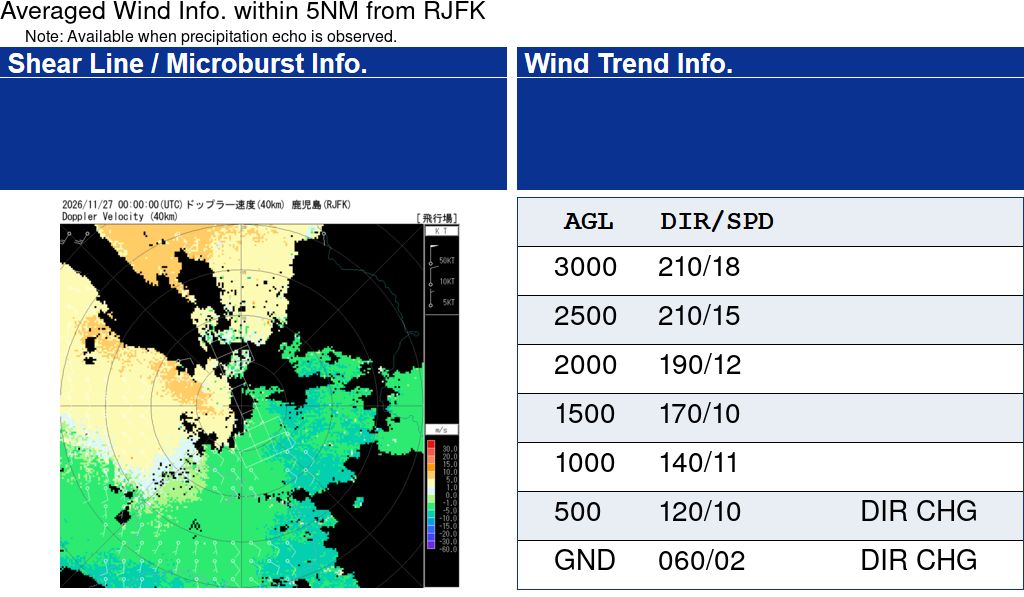 Averaged Wind Info. within 5NM from RJFK
Note: Available when precipitation echo is observed.
Shear Line / Microburst Info.
Wind Trend Info.
2026/11/27 00:00:00(UTC) ドップラー速度(40km) 鹿児島(RJFK)
Doppler Velocity (40km)
[飛行場]
K T
50KT
10KT
5KT
m/s
30.0
20.0
15.0
10.0
5.0
1.0
0.0
-1.0
-5.0
-10.0
-15.0
-20.0
-30.0
-60.0
AGL DIR/SPD
3000 210/18
2500 210/15
2000 190/12
1500 170/10
1000 140/11
500 120/10 DIR CHG
GND 060/02 DIR CHG